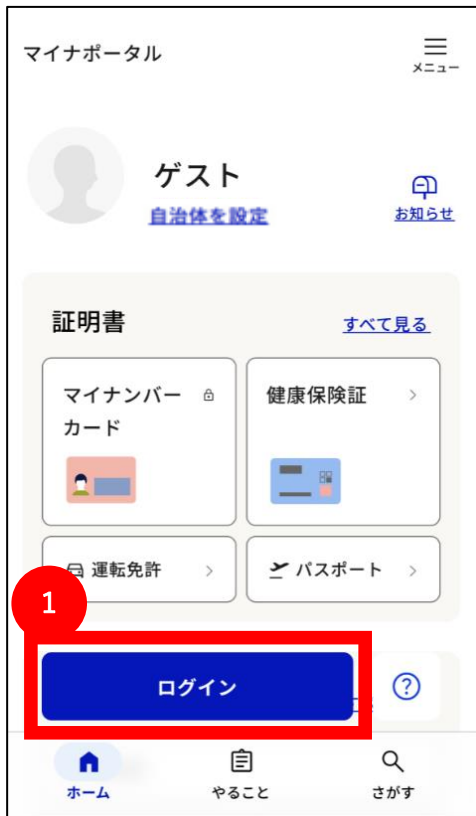 マイナポータル
メニュー
ゲスト
自治体を設定
お知らせ
証明書
すべて見る
マイナンバー
カード
健康保険証
運転免許
パスポート
1
ログイン
?
ホーム
やること
さがす